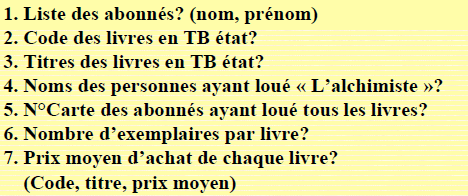 1. Liste des abonnés? (nom, prénom)
2. Code des livres en TB état?
3. Titres des livres en TB état?
4. Noms des personnes ayant loué « L’alchimiste »?
5. N°Carte des abonnés ayant loué tous les livres?
6. Nombre d’exemplaires par livre?
7. Prix moyen d’achat de chaque livre?
(Code, titre, prix moyen)